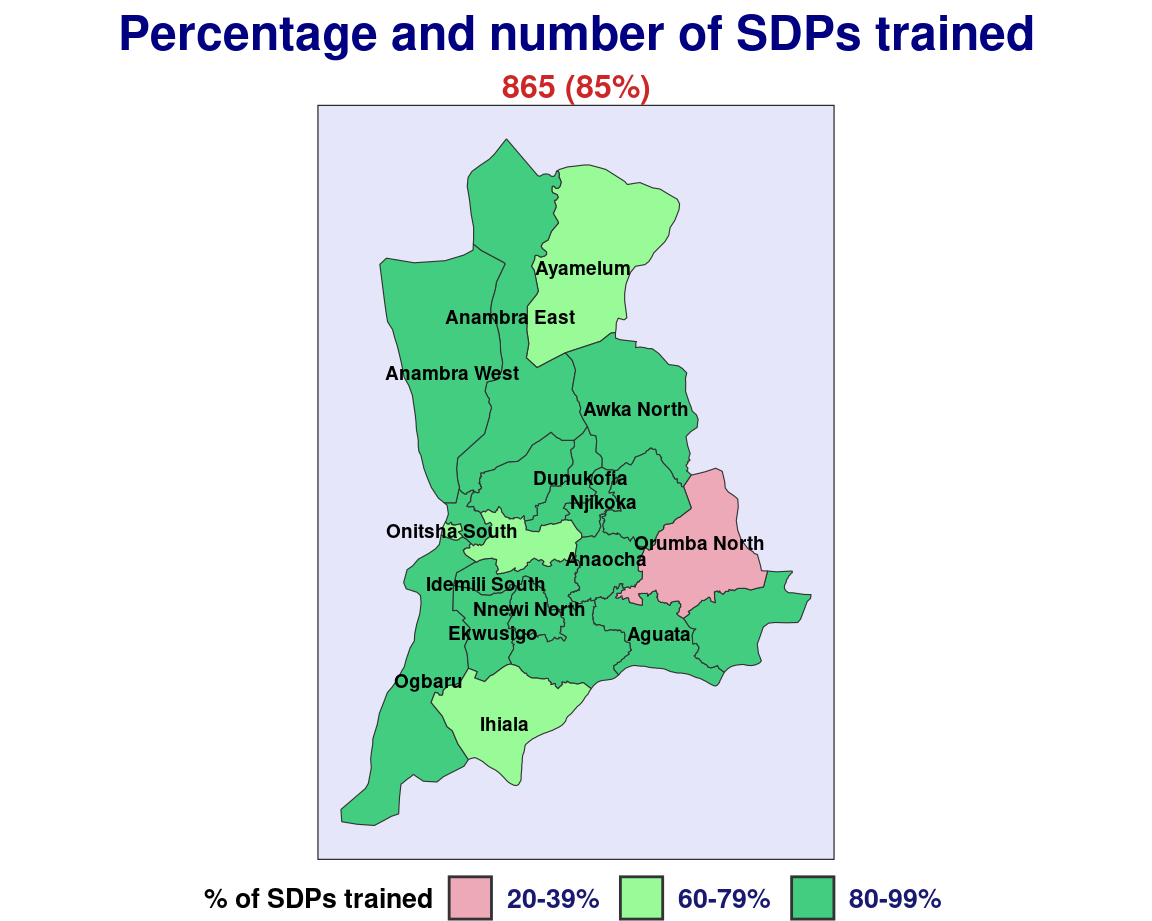 Percentage and number of SDPs trained
865 (85%)
Ayamelum
Anambra East
Anambra West
Awka North
Dunukofia
Njikoka
Onitsha South
Orumba North
Anaocha
Idemili South
Nnewi North
Ekwusigo
Aguata
Ogbaru
Ihiala
% of SDPs trained 20-39% 60-79% 80-99%